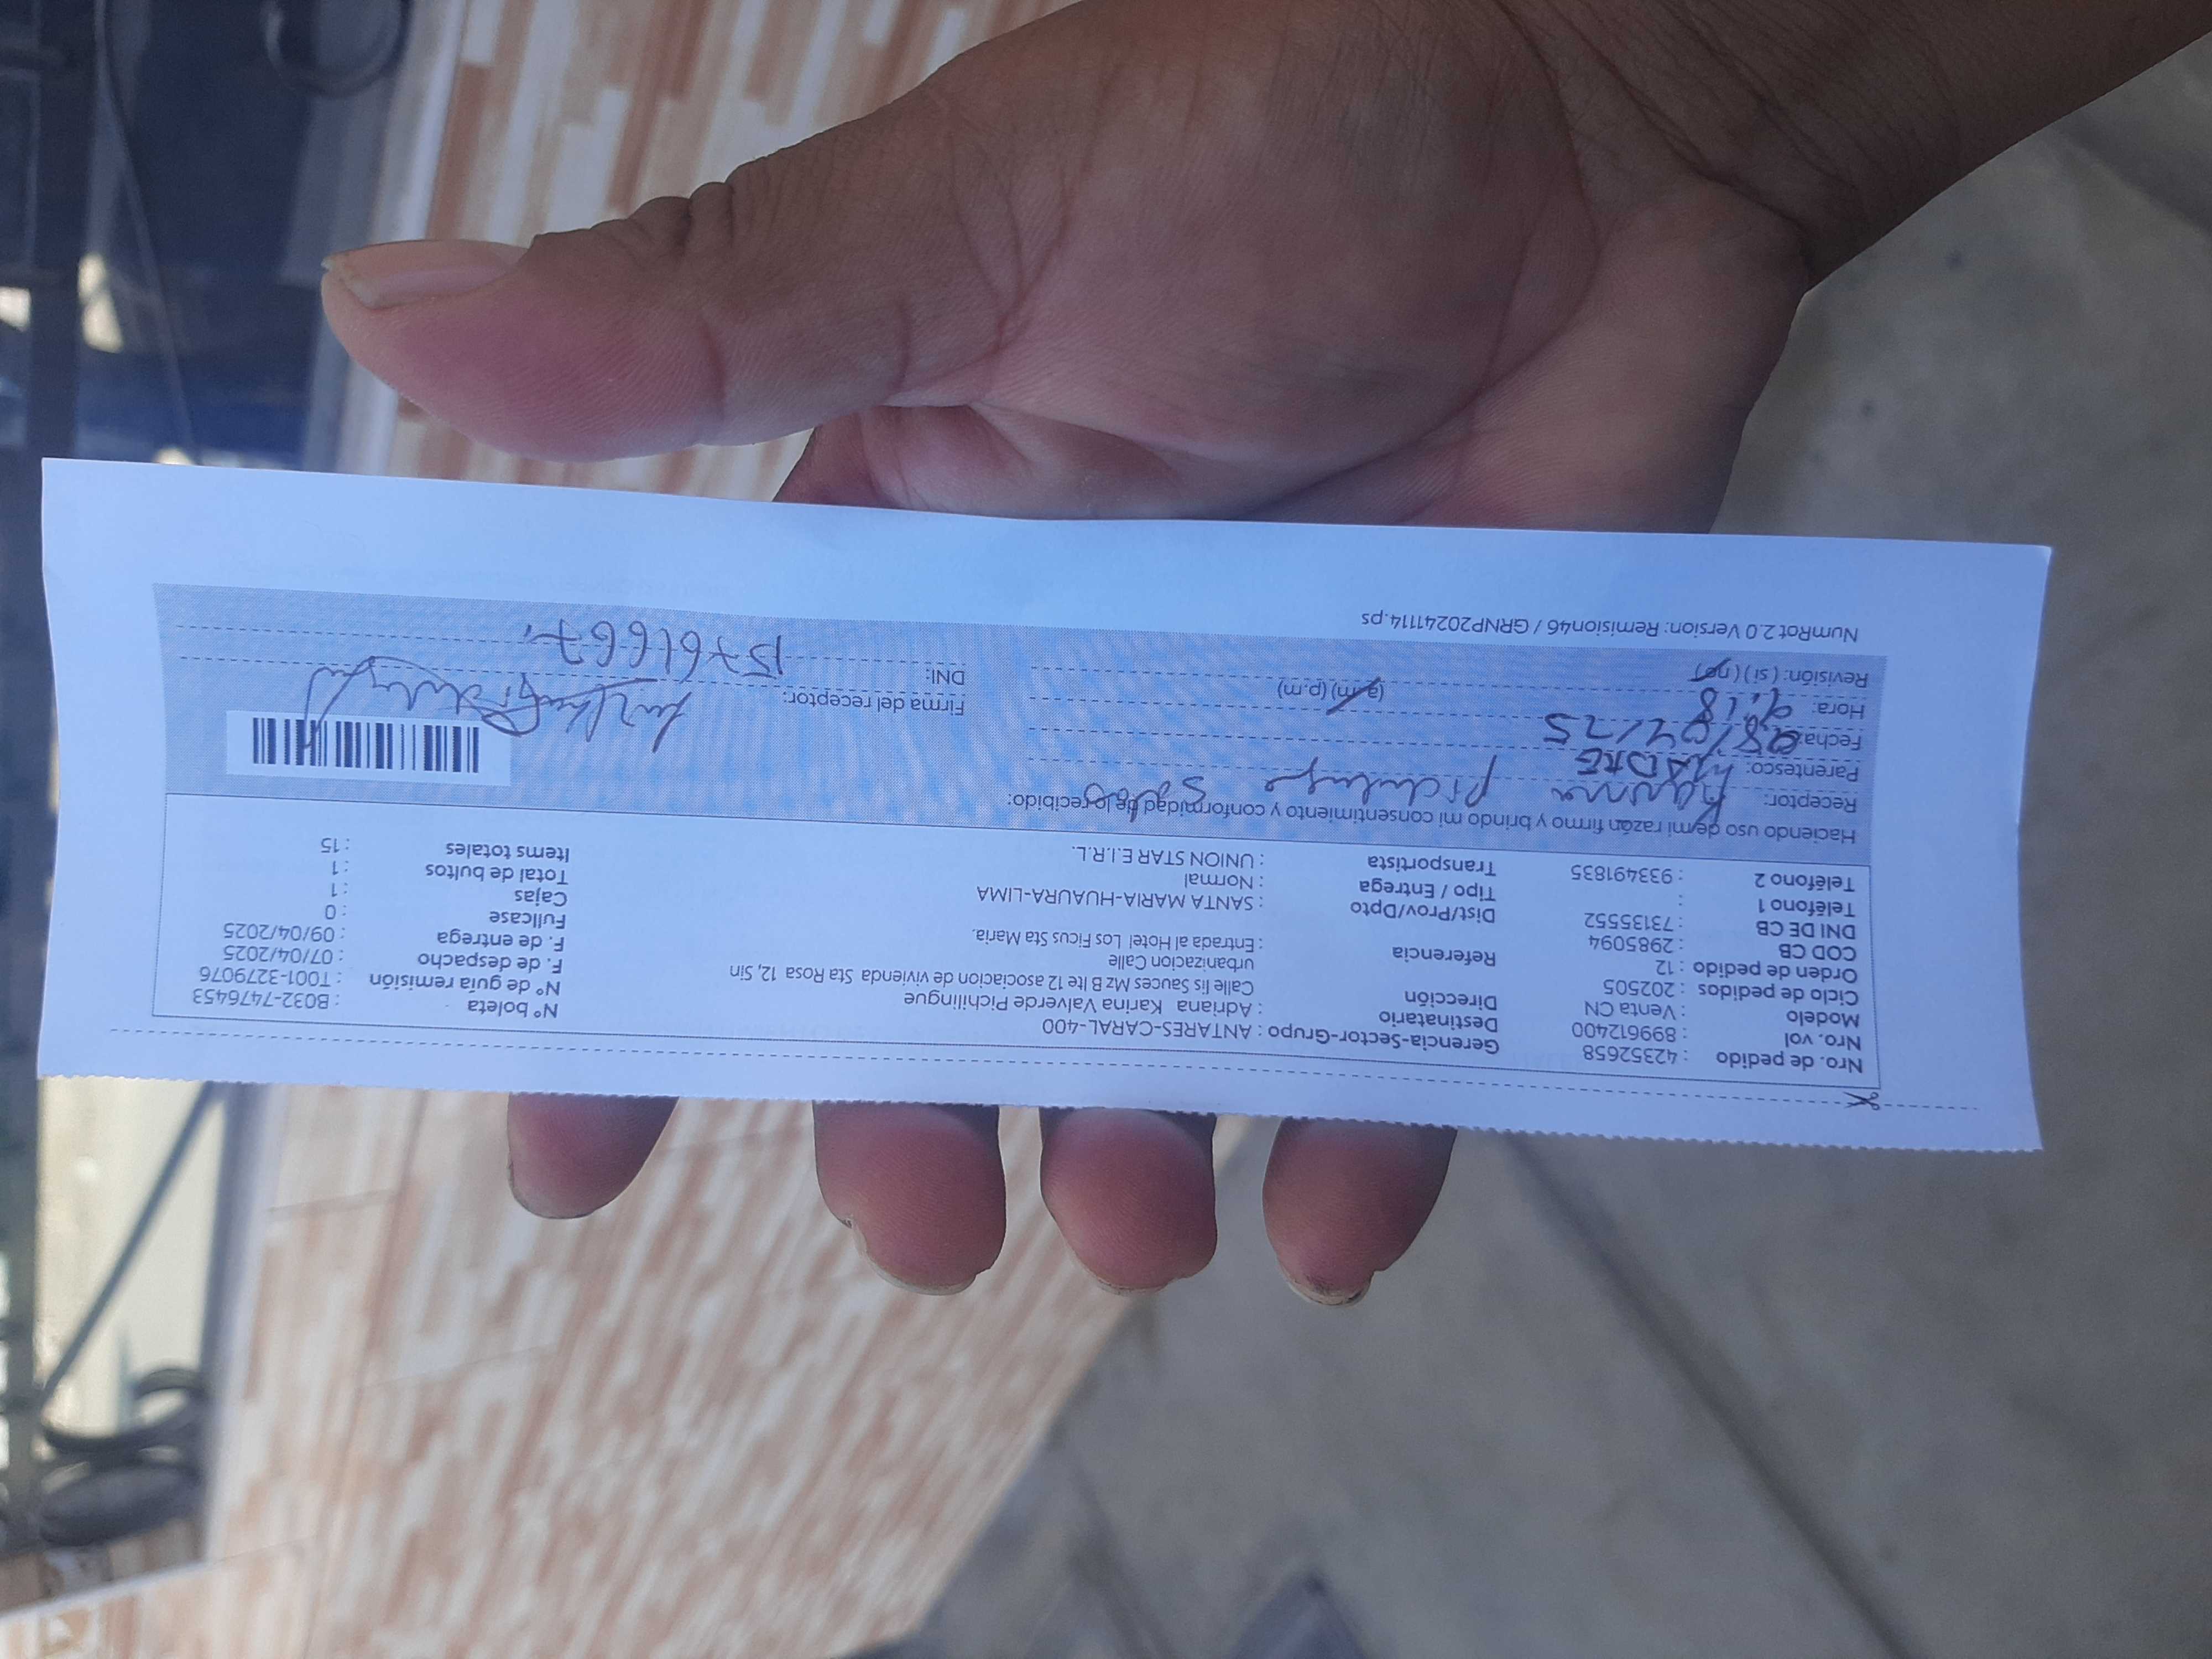 Nro. de pedido : 42352658
Nro. vol : 899612400
Modelo : Venta CN
Ciclo de pedidos : 202505
Orden de pedido : 12
COD CB : 2985094
DNI DE CB : 73135552
Teléfono 1 :
Teléfono 2 : 933491835
Gerencia-Sector-Grupo : ANTARES-CARAL-400
Destinatario : Adriana Karina Valverde Pichilingue
Dirección Calle lis Sauces Mz B lte 12 asociacion de vivienda Sta Rosa 12, Sin
urbanizacion Calle
Referencia : Entrada al Hotel Los Ficus Sta Maria.
Dist/Prov/Dpto : SANTA MARIA-HUAURA-LIMA
Tipo / Entrega : Normal
Transportista : UNION STAR E.I.R.L.
N° boleta : B032-7476453
N° de guía remisión : T001-3279076
F. de despacho : 07/04/2025
F. de entrega : 09/04/2025
Fullcase : 0
Cajas : 1
Total de bultos : 1
Items totales : 15
Haciendo uso de mi razón firmo y brindo mi consentimiento y conformidad de lo recibido:
Receptor: Karina Pichilingue
Parentesco: MADRE
Fecha: 08/04/25
Hora: 9:18 (a.m) (p.m)
Revisión: (si) (no)
Firma del receptor:
DNI: 15761667
NumRot 2.0 Version: Remision46 / GRNP20241114.ps